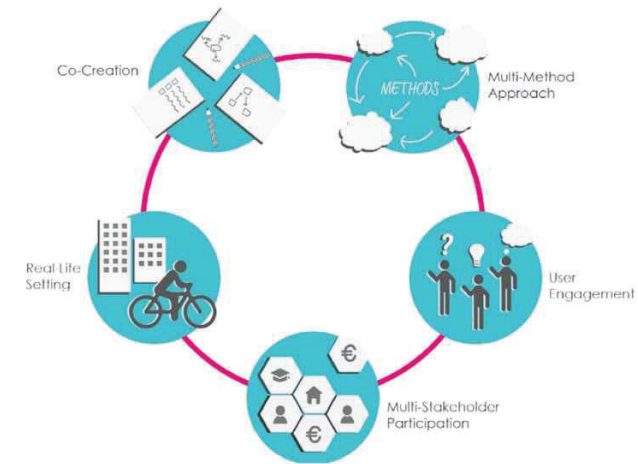 Co-Creation
Multi-Method
Approach
METHODS
Real-Life
Setting
?
User
Engagement
€
€
Multi-Stakeholder
Participation